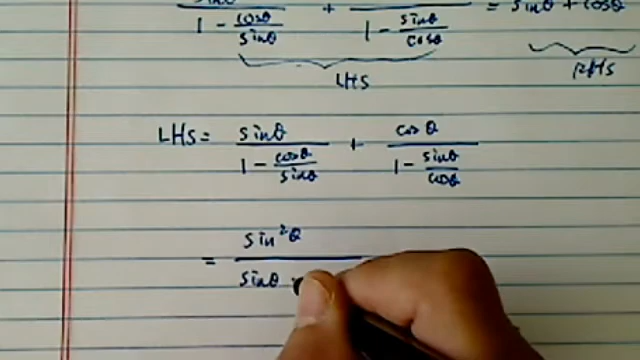 sinθ / (1 - cosθ/sinθ) + 1 - sinθ/cosθ = sinθ + cosθ
LHS RHS
LHS = sinθ / (1 - cosθ/sinθ) + cosθ / (1 - sinθ/cosθ)
= sin²θ / sinθ